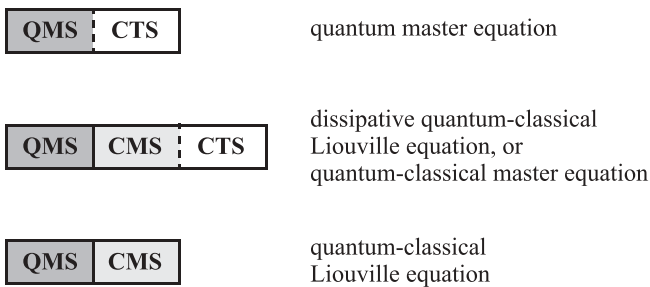 QMS CTS quantum master equation
dissipative quantum-classical
QMS CMS CTS Liouville equation, or
quantum-classical master equation
quantum-classical
QMS CMS
Liouville equation